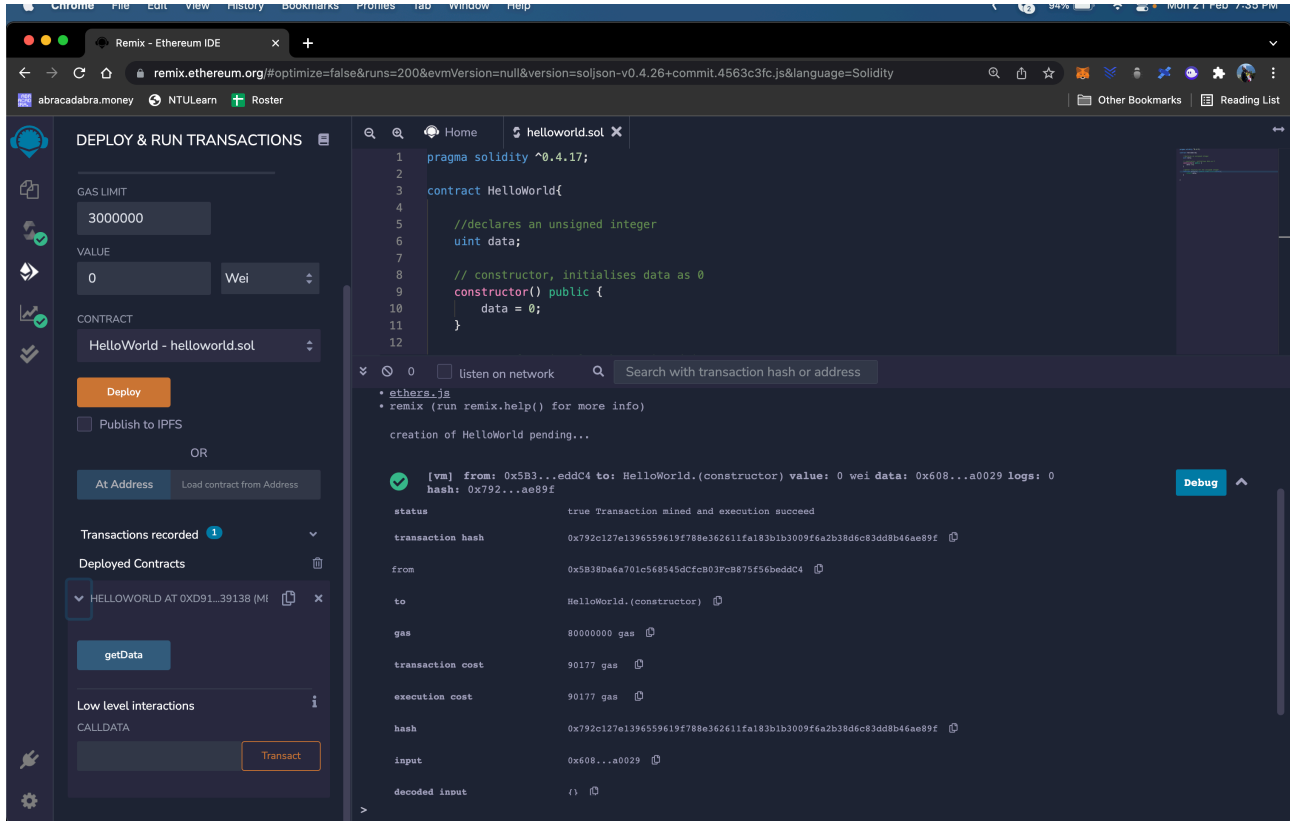 Chrome File Edit View History Bookmarks Profiles Tab Window Help 94% Mon 21 Feb 7:35 PM
Remix - Ethereum IDE
remix.ethereum.org/#optimize=false&runs=200&evmVersion=null&version=soljson-v0.4.26+commit.4563c3fc.js&language=Solidity
abracadabra.money NTULearn Roster Other Bookmarks Reading List
DEPLOY & RUN TRANSACTIONS
GAS LIMIT
3000000
VALUE
0 Wei
CONTRACT
HelloWorld - helloworld.sol
Deploy
Publish to IPFS
OR
At Address Load contract from Address
Transactions recorded 1
Deployed Contracts
HELLOWORLD AT 0XD91...39138 (ME
getData
Low level interactions
CALLDATA
Transact
Home helloworld.sol
1 pragma solidity ^0.4.17;
2
3 contract HelloWorld{
4
5 //declares an unsigned integer
6 uint data;
7
8 // constructor, initialises data as 0
9 constructor() public {
10 data = 0;
11 }
12
0 listen on network Search with transaction hash or address
• ethers.js
• remix (run remix.help() for more info)
creation of HelloWorld pending...
[vm] from: 0x5B3...eddC4 to: HelloWorld.(constructor) value: 0 wei data: 0x608...a0029 logs: 0
hash: 0x792...ae89f
Debug
status true Transaction mined and execution succeed
transaction hash 0x792c127e1396559619f788e362611fa183b1b3009f6a2b38d6c83dd8b46ae89f
from 0x5B38Da6a701c568545dCfcB03FcB875f56beddC4
to HelloWorld.(constructor)
gas 80000000 gas
transaction cost 90177 gas
execution cost 90177 gas
hash 0x792c127e1396559619f788e362611fa183b1b3009f6a2b38d6c83dd8b46ae89f
input 0x608...a0029
decoded input {}
>